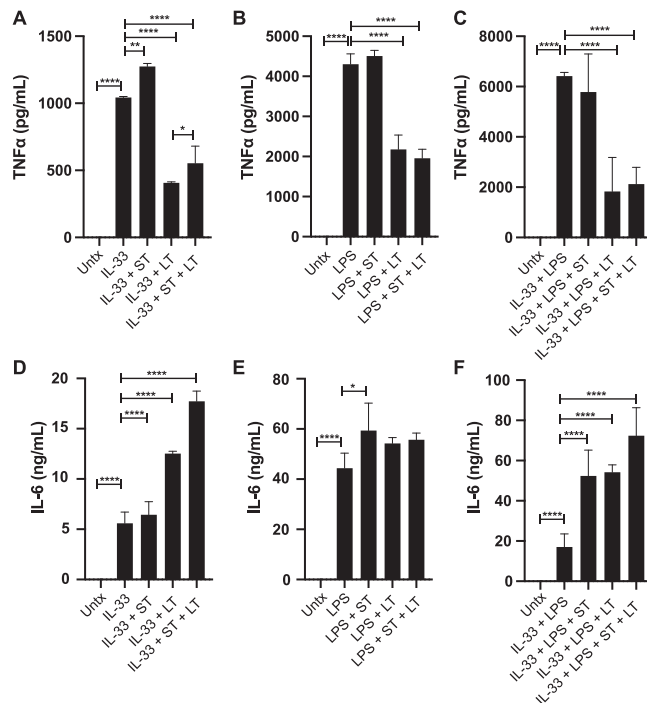 A
****
****
**
****
*
TNFα (pg/mL)
1500
1000
500
0
Untx
IL-33
IL-33 + ST
IL-33 + LT
IL-33 + ST + LT
B
****
****
****
TNFα (pg/mL)
5000
4000
3000
2000
1000
0
Untx
LPS
LPS + ST
LPS + LT
LPS + ST + LT
C
****
****
****
TNFα (pg/mL)
8000
6000
4000
2000
0
Untx
IL-33 + LPS
IL-33 + LPS + ST
IL-33 + LPS + LT
IL-33 + LPS + ST + LT
D
****
****
****
****
IL-6 (ng/mL)
20
15
10
5
0
Untx
IL-33
IL-33 + ST
IL-33 + LT
IL-33 + ST + LT
E
*
****
IL-6 (ng/mL)
80
60
40
20
0
Untx
LPS
LPS + ST
LPS + LT
LPS + ST + LT
F
****
****
****
****
IL-6 (ng/mL)
100
80
60
40
20
0
Untx
IL-33 + LPS
IL-33 + LPS + ST
IL-33 + LPS + LT
IL-33 + LPS + ST + LT